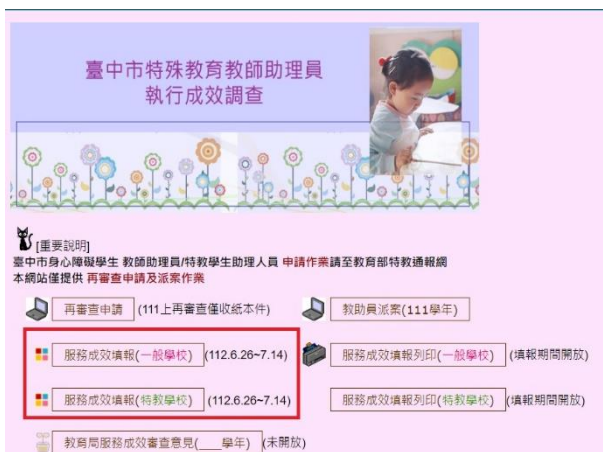 臺中市特殊教育教師助理員
執行成效調查
[重要說明]
臺中市身心障礙學生 教師助理員/特教學生助理人員 申請作業請至教育部特教通報網
本網站僅提供 再審查申請及派案作業
再審查申請 (111上再審查僅收紙本件) 教助員派案(111學年)
服務成效填報(一般學校) (112.6.26~7.14) 服務成效填報列印(一般學校) (填報期間開放)
服務成效填報(特教學校) (112.6.26~7.14) 服務成效填報列印(特教學校) (填報期間開放)
教育局服務成效審查意見(___學年) (未開放)